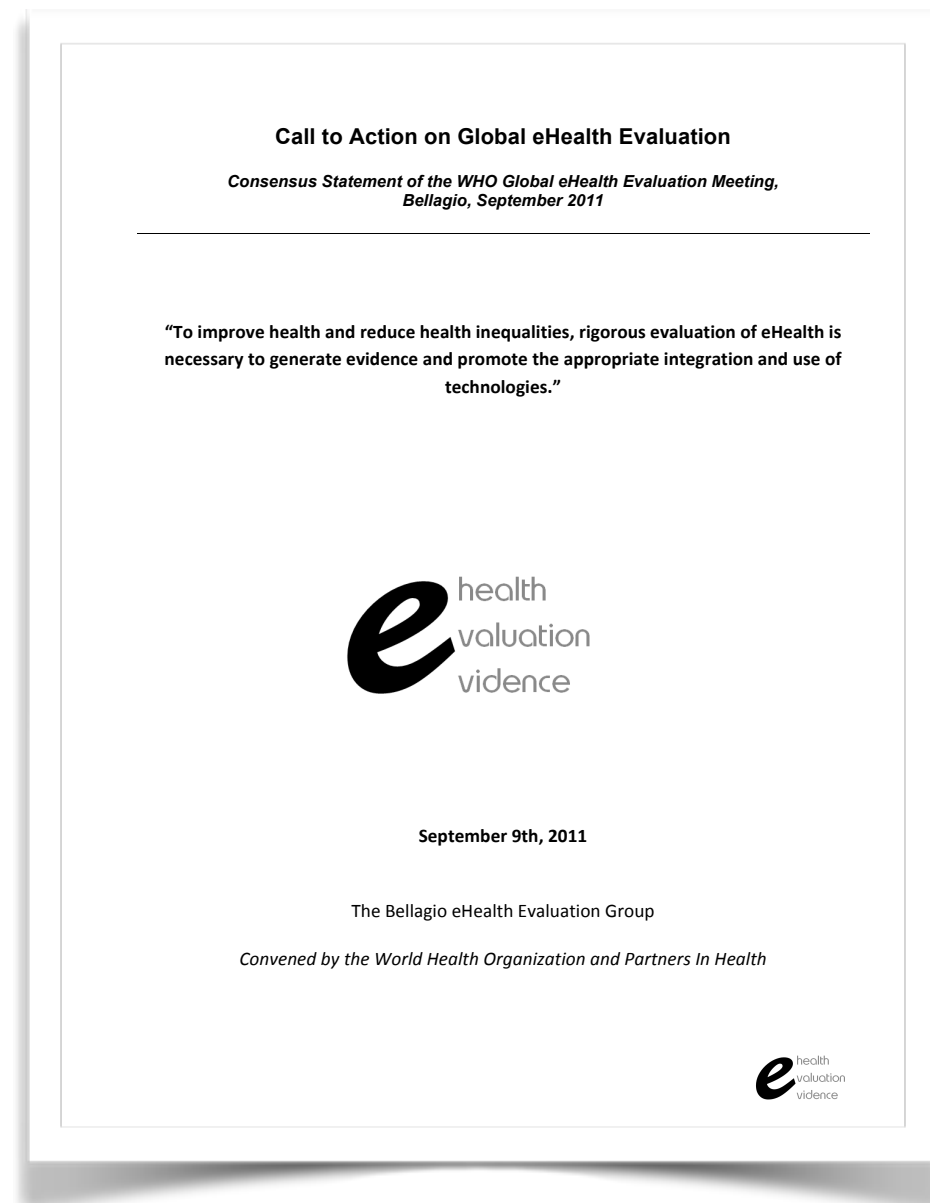 Call to Action on Global eHealth Evaluation
Consensus Statement of the WHO Global eHealth Evaluation Meeting,
Bellagio, September 2011
“To improve health and reduce health inequalities, rigorous evaluation of eHealth is
necessary to generate evidence and promote the appropriate integration and use of
technologies.”
e health
valuation
vidence
September 9th, 2011
The Bellagio eHealth Evaluation Group
Convened by the World Health Organization and Partners In Health
e health
valuation
vidence